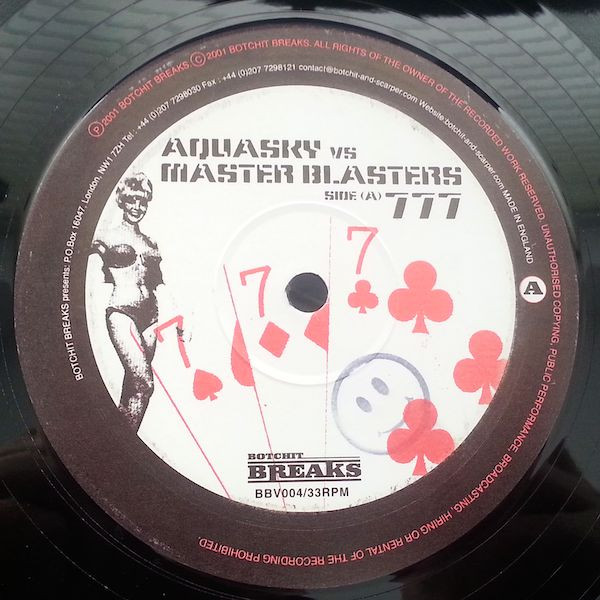 AQUASKY VS
MASTER BLASTERS
SIDE (A) 777
7
7
7
BOTCHIT
BREAKS
BBV004/33RPM
A
℗ 2001 BOTCHIT BREAKS © 2001 BOTCHIT BREAKS. ALL RIGHTS OF THE OWNER OF THE RECORDED WORK RESERVED. UNAUTHORISED COPYING, PUBLIC PERFORMANCE, BROADCASTING, HIRING OR RENTAL OF THE RECORDING PROHIBITED.
BOTCHIT BREAKS presents: P.O.Box 16047, London, NW1 7ZH Tel: +44 (0)207 7298030 Fax: +44 (0)207 7298121 contact@botchit-and-scarper.com Website:botchit-and-scarper.com MADE IN ENGLAND